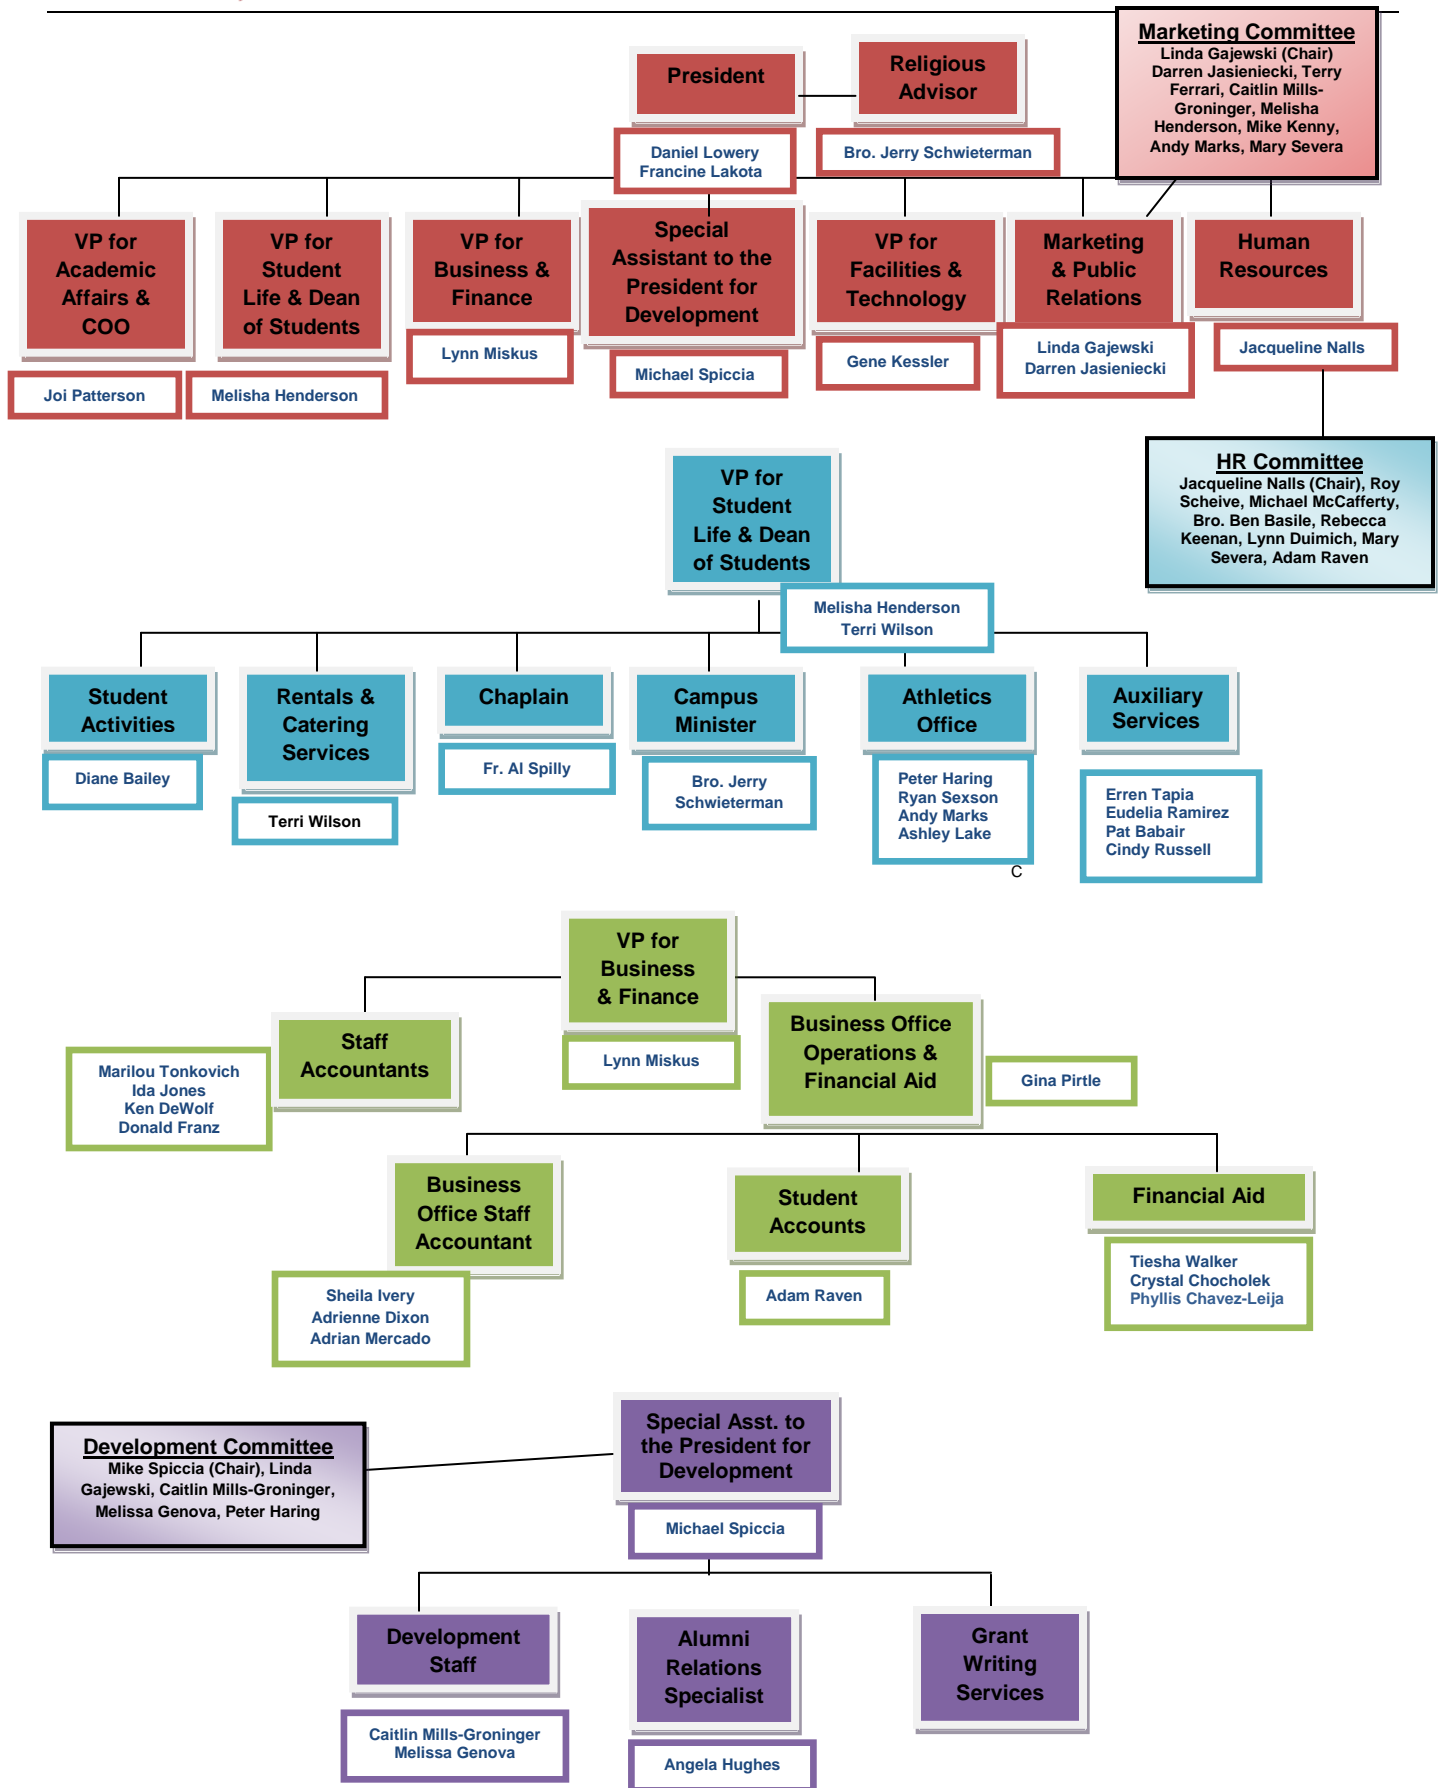 Marketing Committee
Linda Gajewski (Chair)
Darren Jasieniecki, Terry
Ferrari, Caitlin Mills-
Groninger, Melisha
Henderson, Mike Kenny,
Andy Marks, Mary Severa
President
Religious
Advisor
Daniel Lowery
Francine Lakota
Bro. Jerry Schwieterman
VP for
Academic
Affairs &
COO
VP for
Student
Life & Dean
of Students
VP for
Business &
Finance
Special
Assistant to the
President for
Development
VP for
Facilities &
Technology
Marketing
& Public
Relations
Human
Resources
Joi Patterson
Melisha Henderson
Lynn Miskus
Michael Spiccia
Gene Kessler
Linda Gajewski
Darren Jasieniecki
Jacqueline Nalls
HR Committee
Jacqueline Nalls (Chair), Roy
Scheive, Michael McCafferty,
Bro. Ben Basile, Rebecca
Keenan, Lynn Duimich, Mary
Severa, Adam Raven
VP for
Student
Life & Dean
of Students
Melisha Henderson
Terri Wilson
Student
Activities
Rentals &
Catering
Services
Chaplain
Campus
Minister
Athletics
Office
Auxiliary
Services
Diane Bailey
Terri Wilson
Fr. Al Spilly
Bro. Jerry
Schwieterman
Peter Haring
Ryan Sexson
Andy Marks
Ashley Lake
C
Erren Tapia
Eudelia Ramirez
Pat Babair
Cindy Russell
VP for
Business
& Finance
Lynn Miskus
Staff
Accountants
Marilou Tonkovich
Ida Jones
Ken DeWolf
Donald Franz
Business Office
Operations &
Financial Aid
Gina Pirtle
Business
Office Staff
Accountant
Student
Accounts
Financial Aid
Sheila Ivery
Adrienne Dixon
Adrian Mercado
Adam Raven
Tiesha Walker
Crystal Chocholek
Phyllis Chavez-Leija
Development Committee
Mike Spiccia (Chair), Linda
Gajewski, Caitlin Mills-Groninger,
Melissa Genova, Peter Haring
Special Asst. to
the President for
Development
Michael Spiccia
Development
Staff
Alumni
Relations
Specialist
Grant
Writing
Services
Caitlin Mills-Groninger
Melissa Genova
Angela Hughes